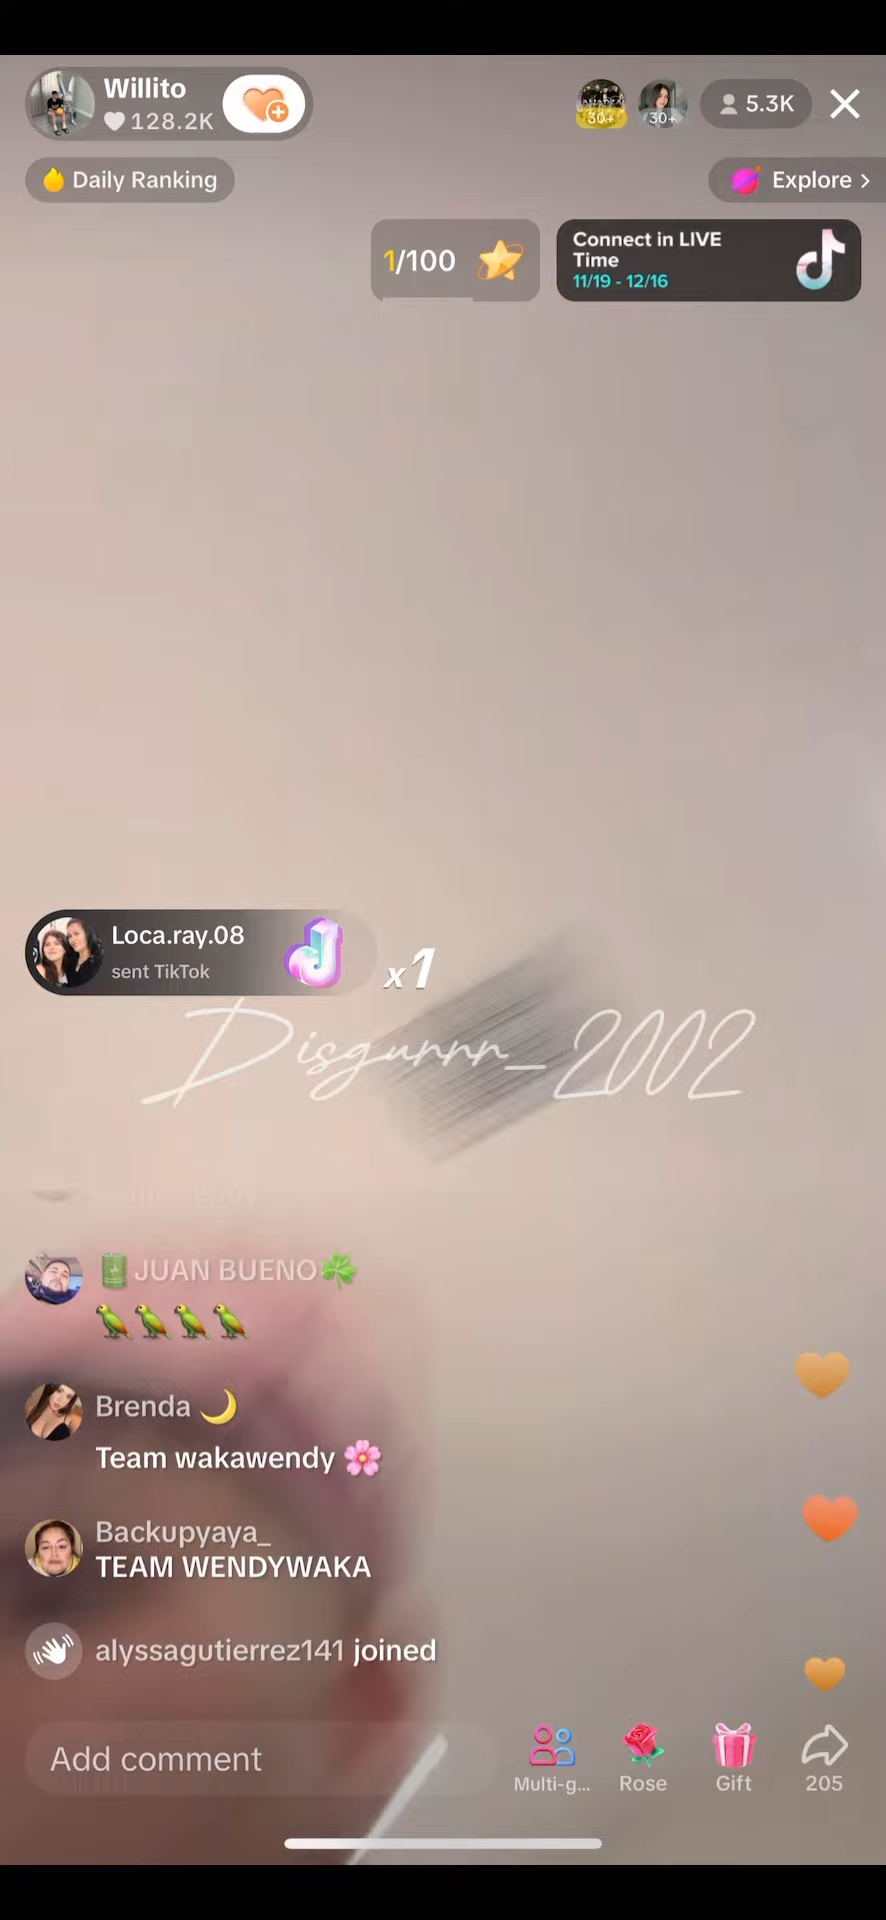 Willito
128.2K
30+
30+
5.3K
Daily Ranking
Explore
1/100
Connect in LIVE
Time
11/19 - 12/16
Loca.ray.08
sent TikTok
x1
Disgunnn_2002
JUAN BUENO
Brenda
Team wakawendy
Backupyaya_
TEAM WENDYWAKA
alyssagutierrez141 joined
Add comment
Multi-g...
Rose
Gift
205